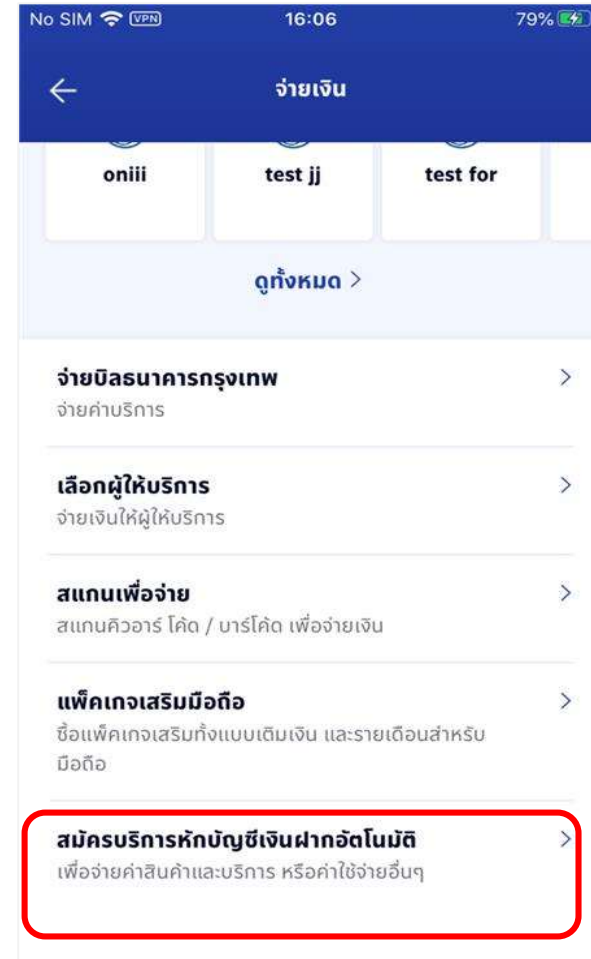 No SIM VPN 16:06 79%
จ่ายเงิน
oniii test jj test for
ดูทั้งหมด >
จ่ายบิลธนาคารกรุงเทพ
จ่ายค่าบริการ
เลือกผู้ให้บริการ
จ่ายเงินให้ผู้ให้บริการ
สแกนเพื่อจ่าย
สแกนคิวอาร์ โค้ด / บาร์โค้ด เพื่อจ่ายเงิน
แพ็คเกจเสริมมือถือ
ซื้อแพ็คเกจเสริมทั้งแบบเติมเงิน และรายเดือนสำหรับ
มือถือ
สมัครบริการหักบัญชีเงินฝากอัตโนมัติ
เพื่อจ่ายค่าสินค้าและบริการ หรือค่าใช้จ่ายอื่นๆ